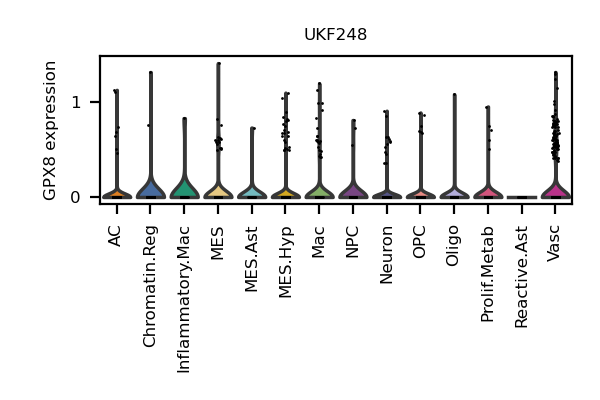 UKF248
GPX8 expression
1
0
AC
Chromatin.Reg
Inflammatory.Mac
MES
MES.Ast
MES.Hyp
Mac
NPC
Neuron
OPC
Oligo
Prolif.Metab
Reactive.Ast
Vasc